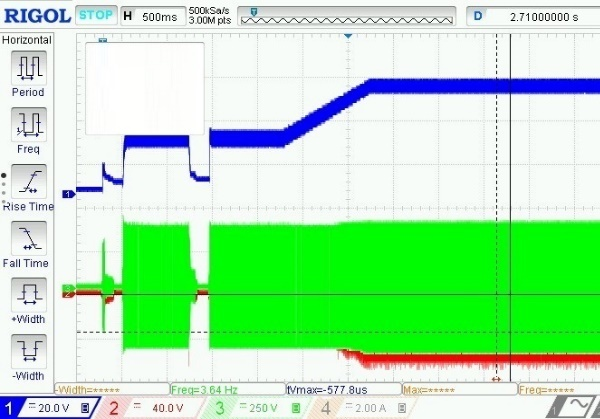 RIGOL STOP H 500ms 500kSa/s 3.00M pts D 2.71000000 s
Horizontal
Period
Freq
Rise Time
Fall Time
+Width
-Width
-Width=***** Freq=3.64 Hz tVmax=-577.8us Max=***** Freq=*****
1 20.0 V 2 40.0 V 3 250 V 4 2.00 A